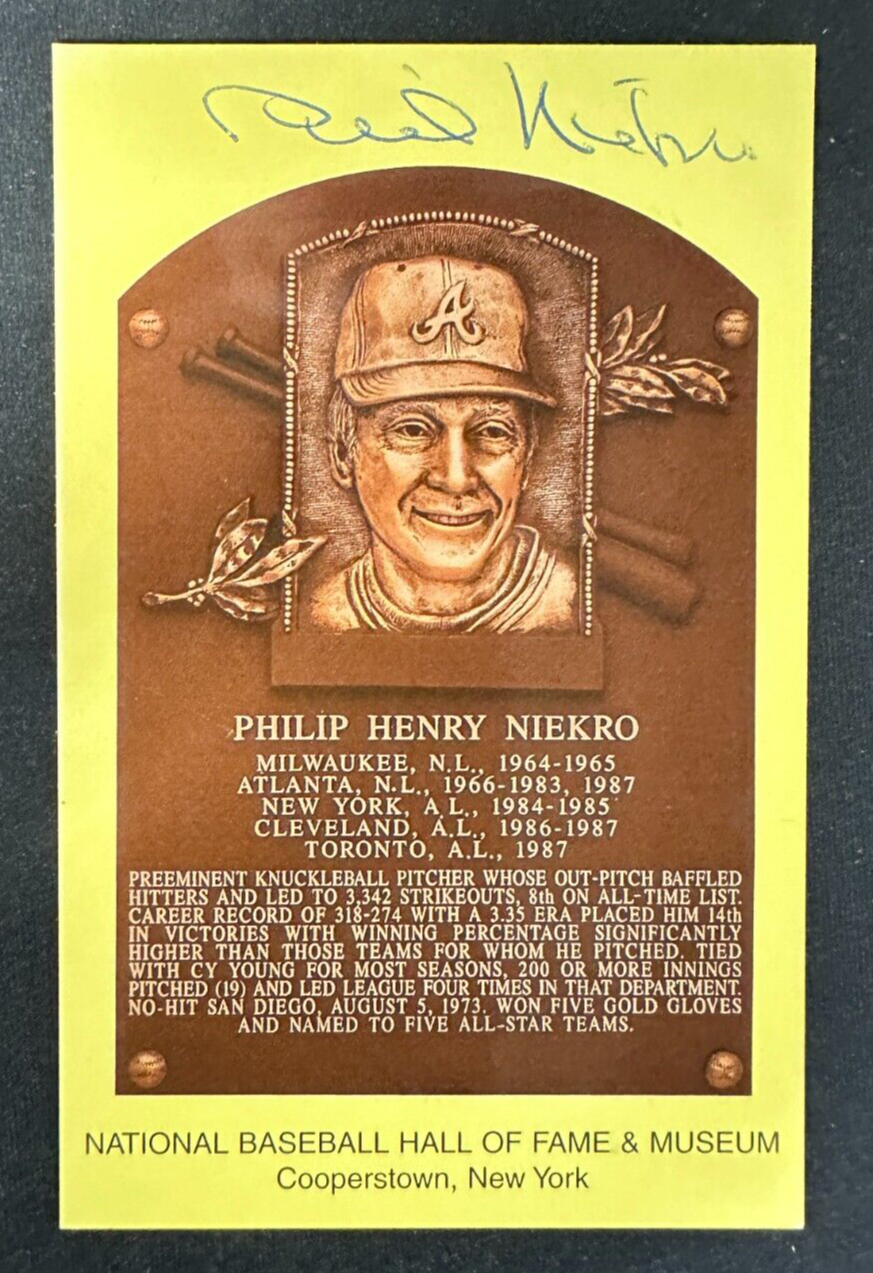 Phil Niekro
A
PHILIP HENRY NIEKRO
MILWAUKEE, N.L., 1964-1965
ATLANTA, N.L., 1966-1983, 1987
NEW YORK, A.L., 1984-1985
CLEVELAND, A.L., 1986-1987
TORONTO, A.L., 1987
PREEMINENT KNUCKLEBALL PITCHER WHOSE OUT-PITCH BAFFLED
HITTERS AND LED TO 3,342 STRIKEOUTS, 8th ON ALL-TIME LIST.
CAREER RECORD OF 318-274 WITH A 3.35 ERA PLACED HIM 14th
IN VICTORIES WITH WINNING PERCENTAGE SIGNIFICANTLY
HIGHER THAN THOSE TEAMS FOR WHOM HE PITCHED. TIED
WITH CY YOUNG FOR MOST SEASONS, 200 OR MORE INNINGS
PITCHED (19) AND LED LEAGUE FOUR TIMES IN THAT DEPARTMENT.
NO-HIT SAN DIEGO, AUGUST 5, 1973. WON FIVE GOLD GLOVES
AND NAMED TO FIVE ALL-STAR TEAMS.
NATIONAL BASEBALL HALL OF FAME & MUSEUM
Cooperstown, New York